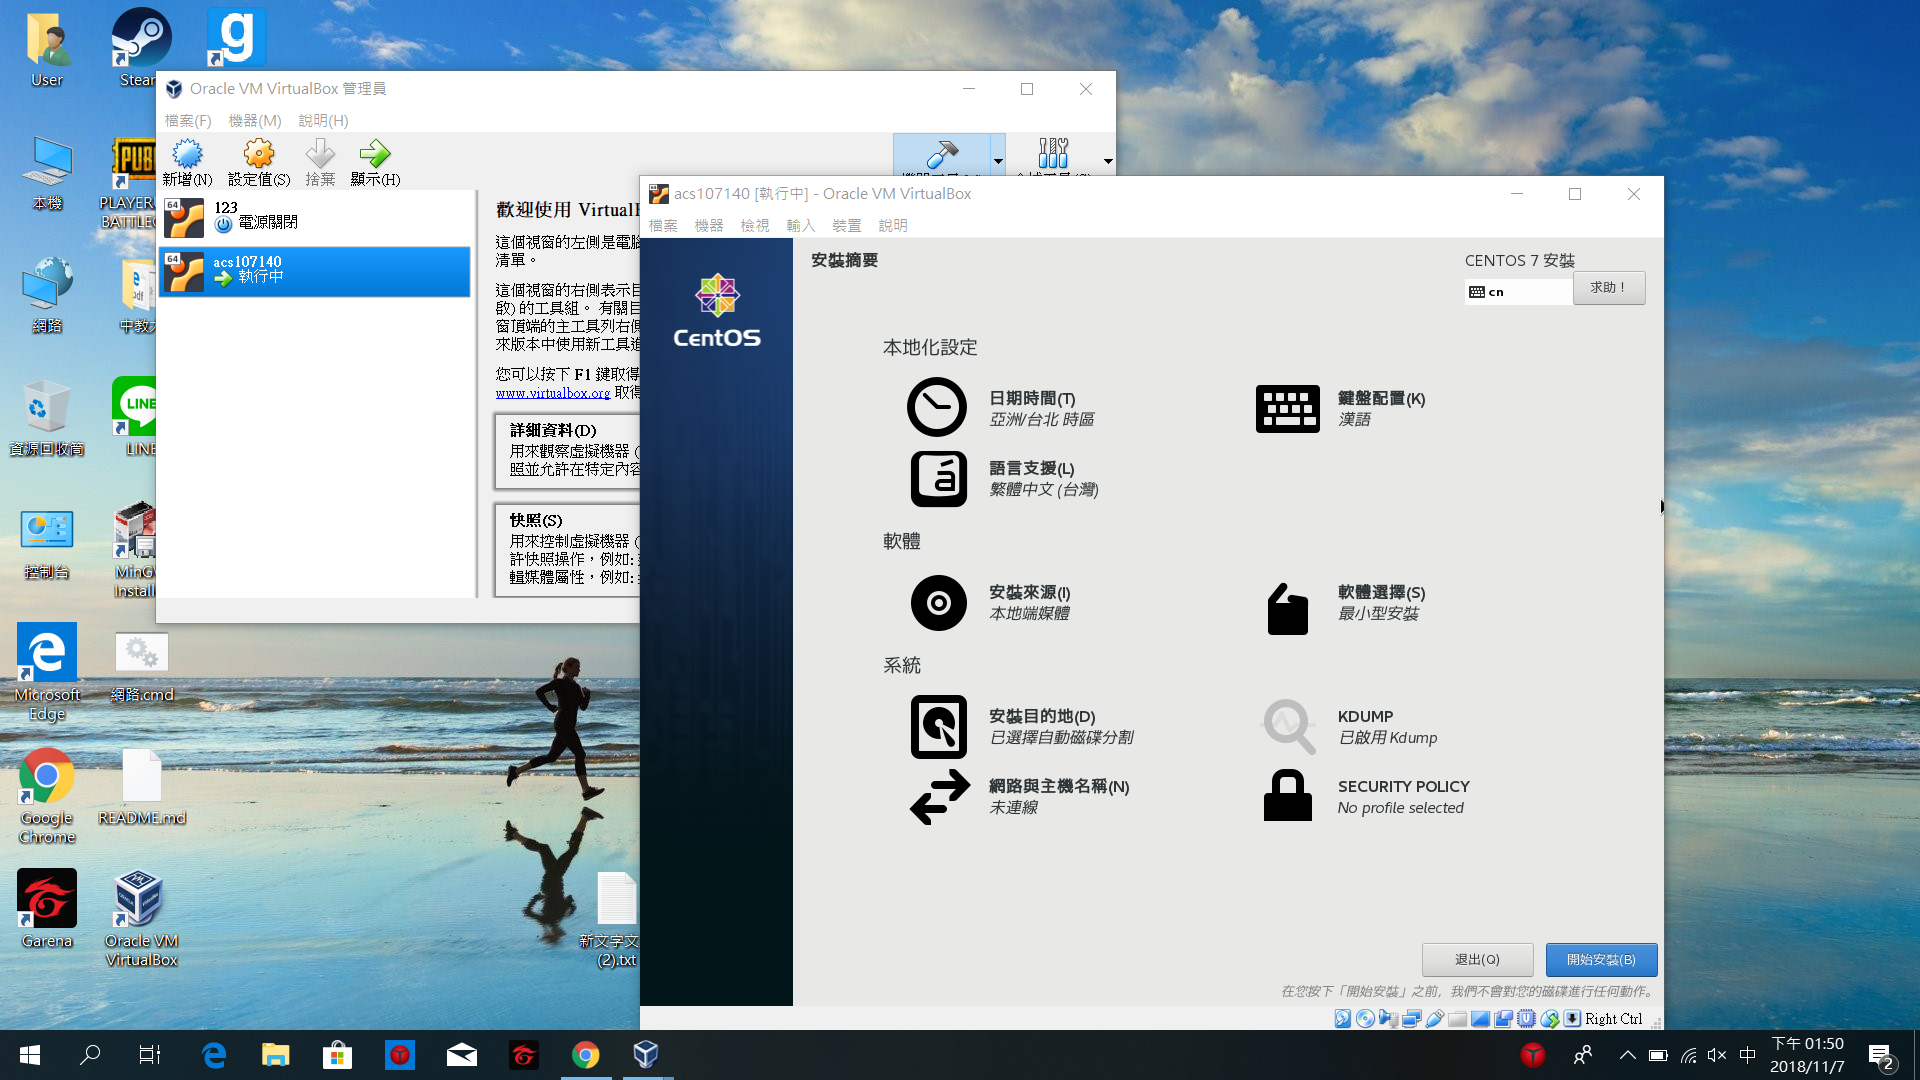 User
Stear
g
本機
PLAYER
BATTLEG
PUB
網路
中教大
pdf
資源回收筒
LINE
LINE
控制台
MinG
Install
Microsoft
Edge
網路.cmd
Google
Chrome
README.md
Garena
Oracle VM
VirtualBox
新文字文
(2).txt
Oracle VM VirtualBox 管理員
檔案(F) 機器(M) 說明(H)
新增(N) 設定值(S) 捨棄 顯示(H)
64
123
電源關閉
64
acs107140
執行中
歡迎使用 VirtualB
這個視窗的左側是電腦
清單。
這個視窗的右側表示目
啟) 的工具組。 有關目
窗頂端的主工具列右側
來版本中使用新工具進
您可以按下 F1 鍵取得
www.virtualbox.org 取得
詳細資料(D)
用來觀察虛擬機器 (
照並允許在特定內容
快照(S)
用來控制虛擬機器 (
許快照操作，例如:
輯媒體屬性，例如:
acs107140 [執行中] - Oracle VM VirtualBox
檔案 機器 檢視 輸入 裝置 說明
CentOS
安裝摘要
CENTOS 7 安裝
cn
求助！
本地化設定
日期時間(T)
亞洲/台北 時區
鍵盤配置(K)
漢語
語言支援(L)
繁體中文 (台灣)
軟體
安裝來源(I)
本地端媒體
軟體選擇(S)
最小型安裝
系統
安裝目的地(D)
已選擇自動磁碟分割
KDUMP
已啟用 Kdump
網路與主機名稱(N)
未連線
SECURITY POLICY
No profile selected
退出(Q)
開始安裝(B)
在您按下「開始安裝」之前，我們不會對您的磁碟進行任何動作。
Right Ctrl
中
下午 01:50
2018/11/7
2